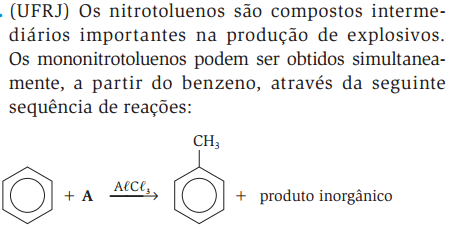 . (UFRJ) Os nitrotoluenos são compostos interme-
diários importantes na produção de explosivos.
Os mononitrotoluenos podem ser obtidos simultanea-
mente, a partir do benzeno, através da seguinte
sequência de reações:
CH₃
+ A AℓCℓ₃ + produto inorgânico